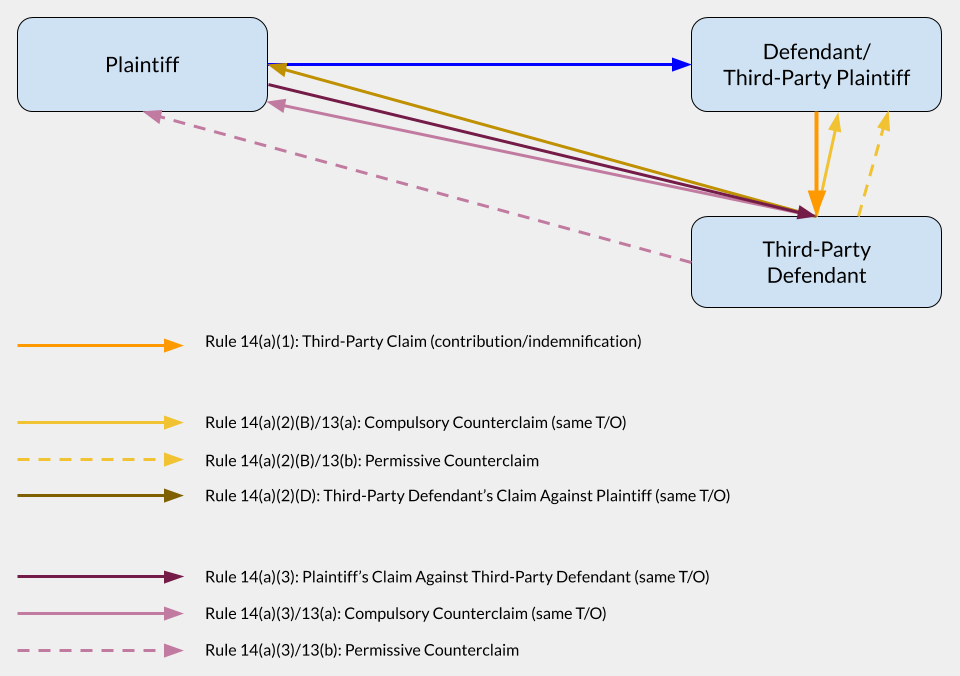 Plaintiff
Defendant/
Third-Party Plaintiff
Third-Party
Defendant
Rule 14(a)(1): Third-Party Claim (contribution/indemnification)
Rule 14(a)(2)(B)/13(a): Compulsory Counterclaim (same T/O)
Rule 14(a)(2)(B)/13(b): Permissive Counterclaim
Rule 14(a)(2)(D): Third-Party Defendant's Claim Against Plaintiff (same T/O)
Rule 14(a)(3): Plaintiff's Claim Against Third-Party Defendant (same T/O)
Rule 14(a)(3)/13(a): Compulsory Counterclaim (same T/O)
Rule 14(a)(3)/13(b): Permissive Counterclaim